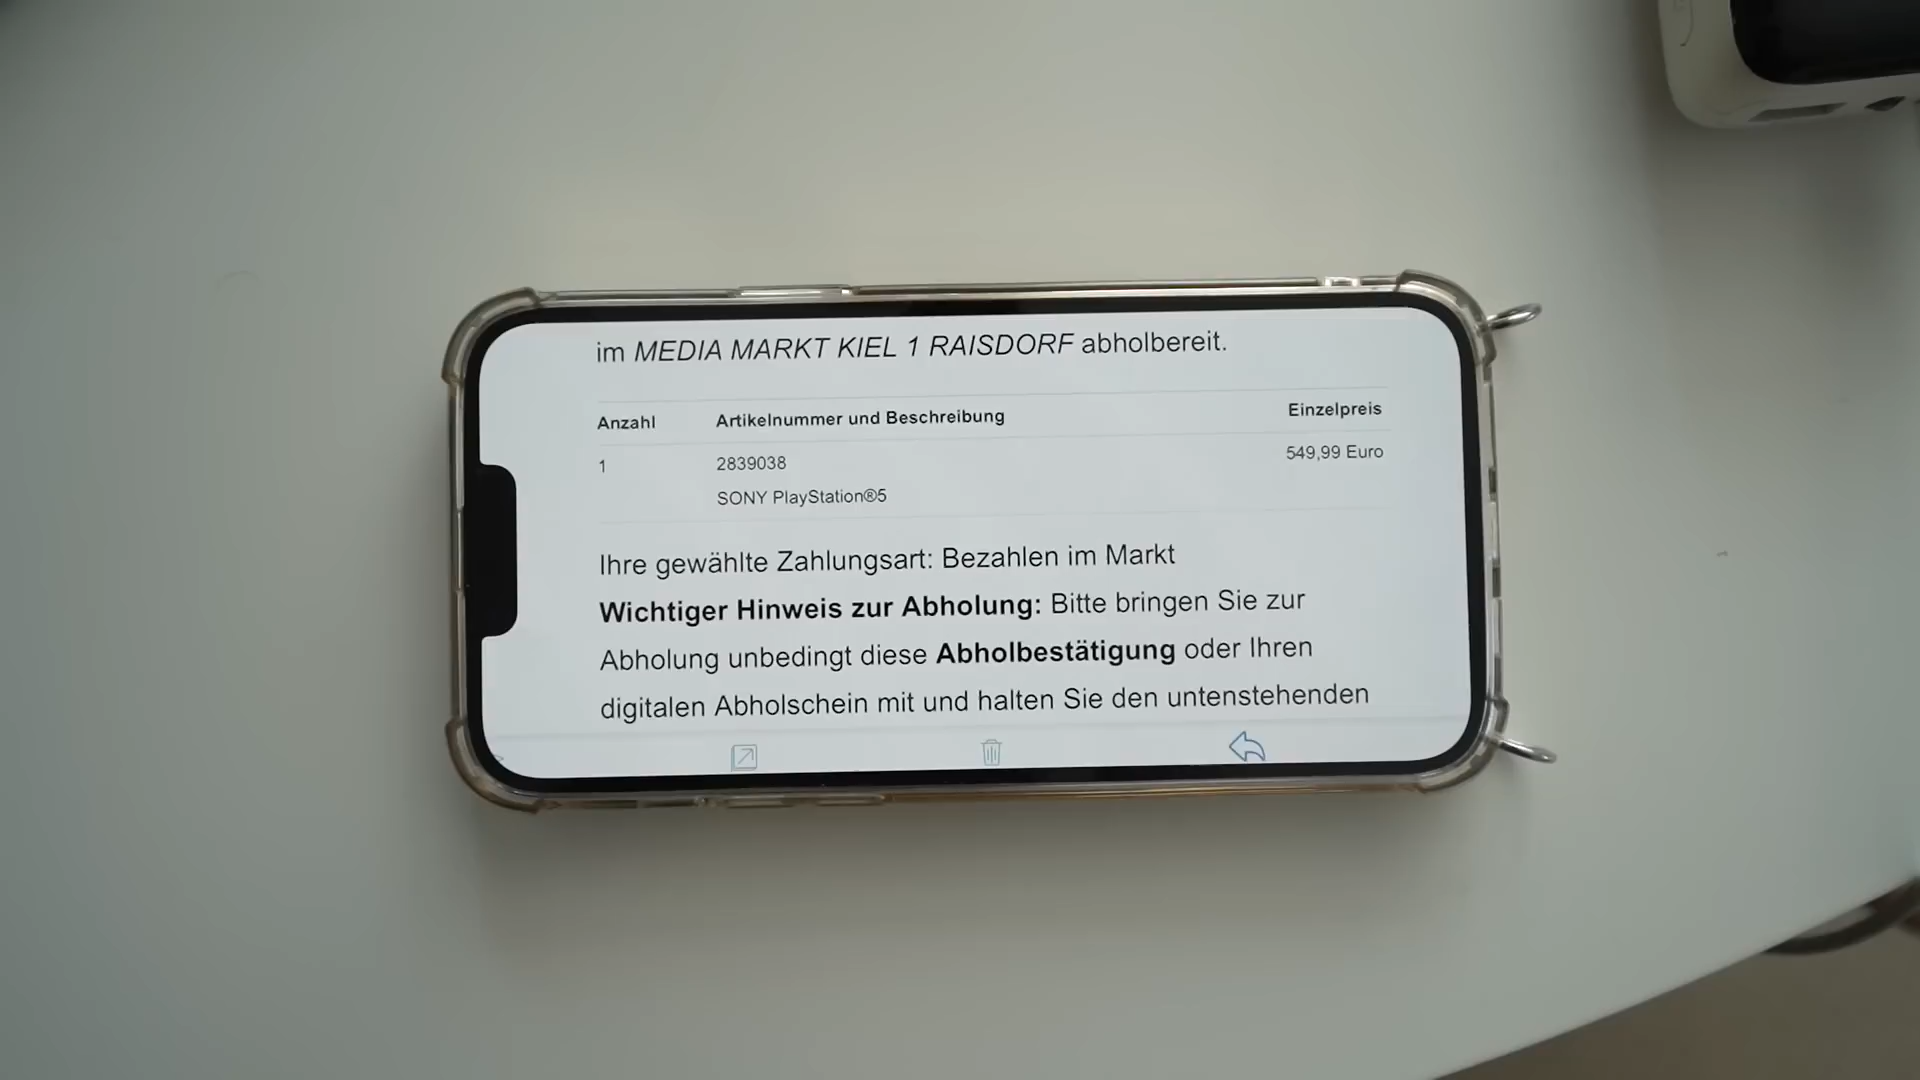 im MEDIA MARKT KIEL 1 RAISDORF abholbereit.
Anzahl Artikelnummer und Beschreibung Einzelpreis
1 2839038 549,99 Euro
SONY PlayStation®5
Ihre gewählte Zahlungsart: Bezahlen im Markt
Wichtiger Hinweis zur Abholung: Bitte bringen Sie zur
Abholung unbedingt diese Abholbestätigung oder Ihren
digitalen Abholschein mit und halten Sie den untenstehenden